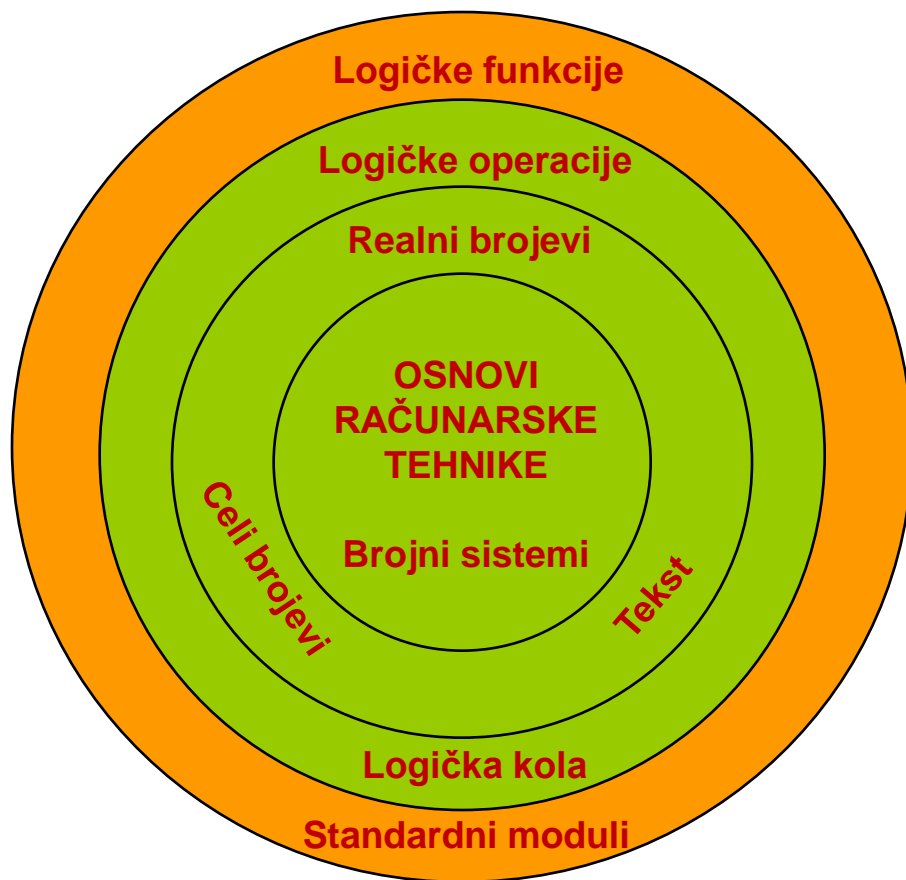 Logičke funkcije
Logičke operacije
Realni brojevi
OSNOVI
RAČUNARSKE
TEHNIKE
Brojni sistemi
Celi brojevi
Tekst
Logička kola
Standardni moduli